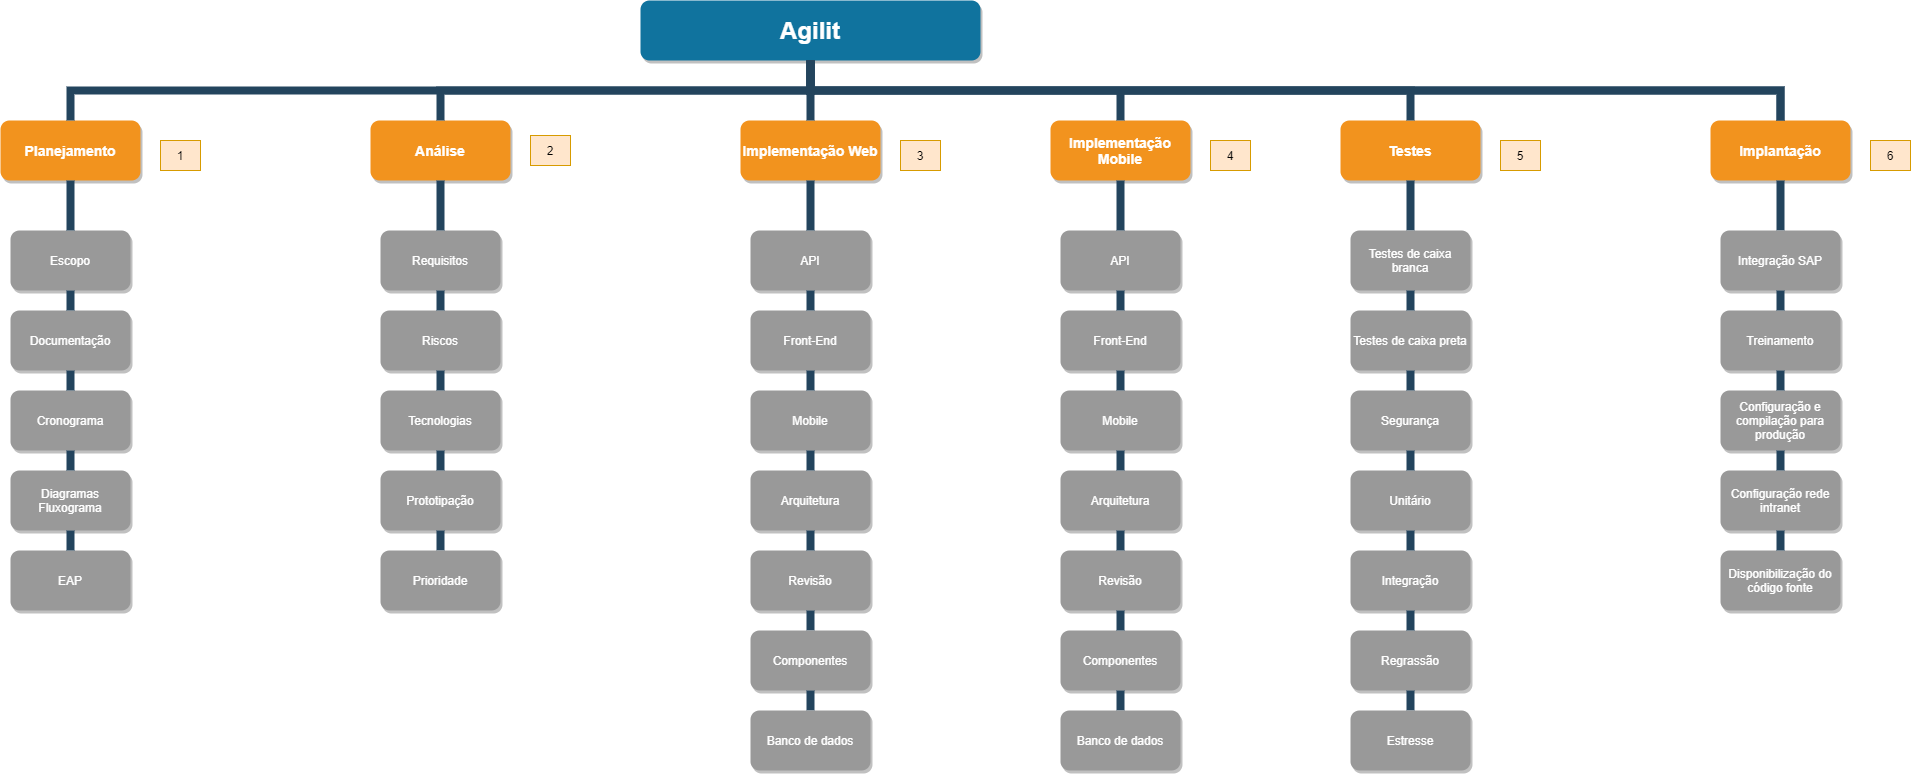 Agilit
Planejamento
1
Análise
2
Implementação Web
3
Implementação
Mobile
4
Testes
5
Implantação
6
Escopo
Documentação
Cronograma
Diagramas
Fluxograma
EAP
Requisitos
Riscos
Tecnologias
Prototipação
Prioridade
API
Front-End
Mobile
Arquitetura
Revisão
Componentes
Banco de dados
API
Front-End
Mobile
Arquitetura
Revisão
Componentes
Banco de dados
Testes de caixa
branca
Testes de caixa preta
Segurança
Unitário
Integração
Regrassão
Estresse
Integração SAP
Treinamento
Configuração e
compilação para
produção
Configuração rede
intranet
Disponibilização do
código fonte